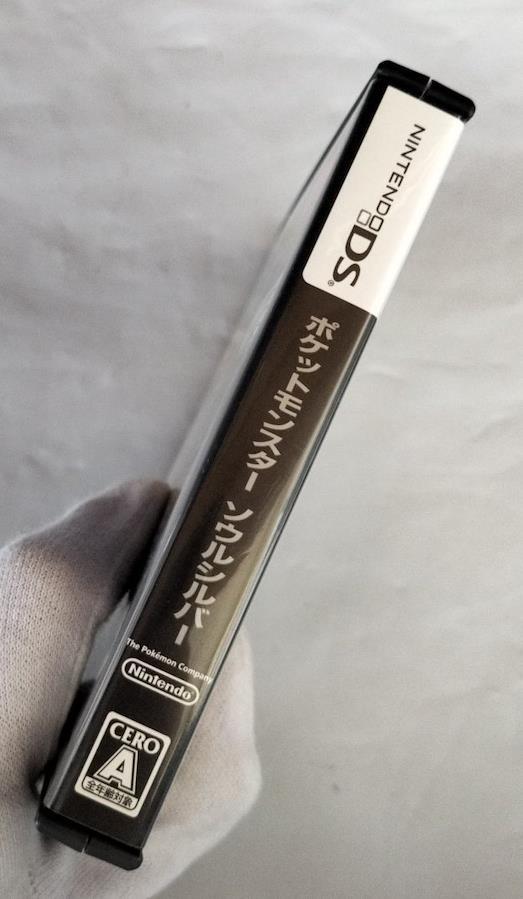 NINTENDO DS®
ポケットモンスター ソウルシルバー
The Pokémon Company
Nintendo
CERO
A
全年齢対象